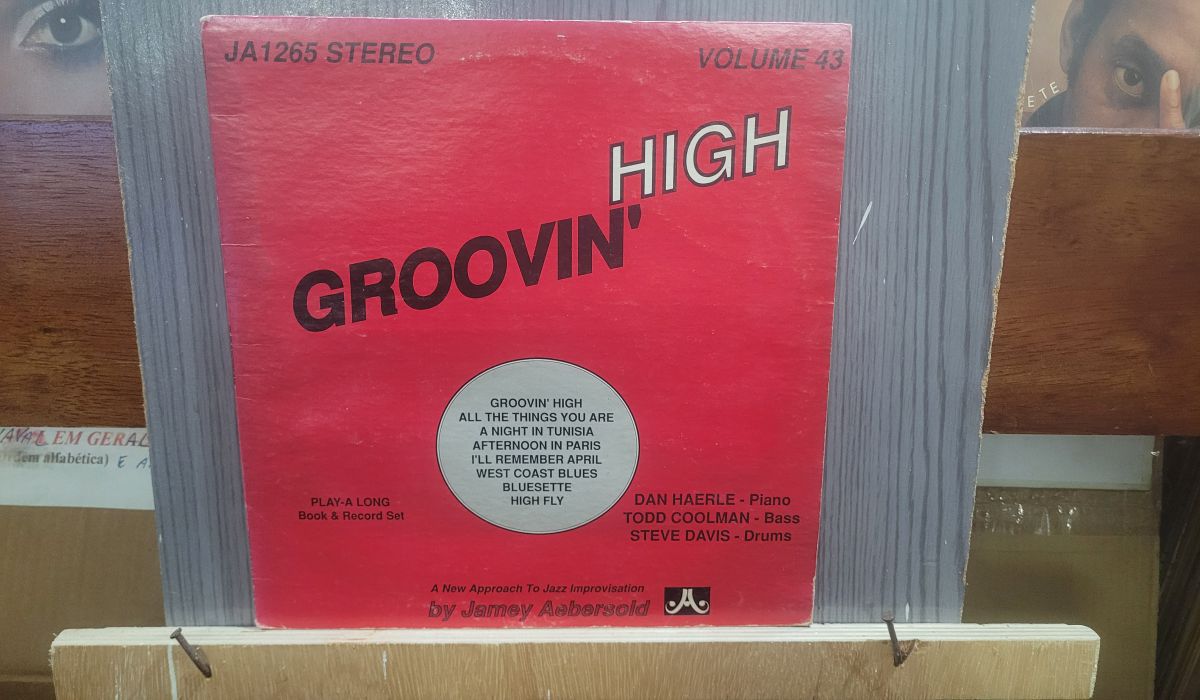 JA1265 STEREO
VOLUME 43
HIGH
GROOVIN'
GROOVIN' HIGH
ALL THE THINGS YOU ARE
A NIGHT IN TUNISIA
AFTERNOON IN PARIS
I'LL REMEMBER APRIL
WEST COAST BLUES
BLUESETTE
HIGH FLY
PLAY-A LONG
Book & Record Set
DAN HAERLE - Piano
TODD COOLMAN - Bass
STEVE DAVIS - Drums
A New Approach To Jazz Improvisation
by Jamey Aebersold
JA
ETE
EM GERAL
alfabética) E